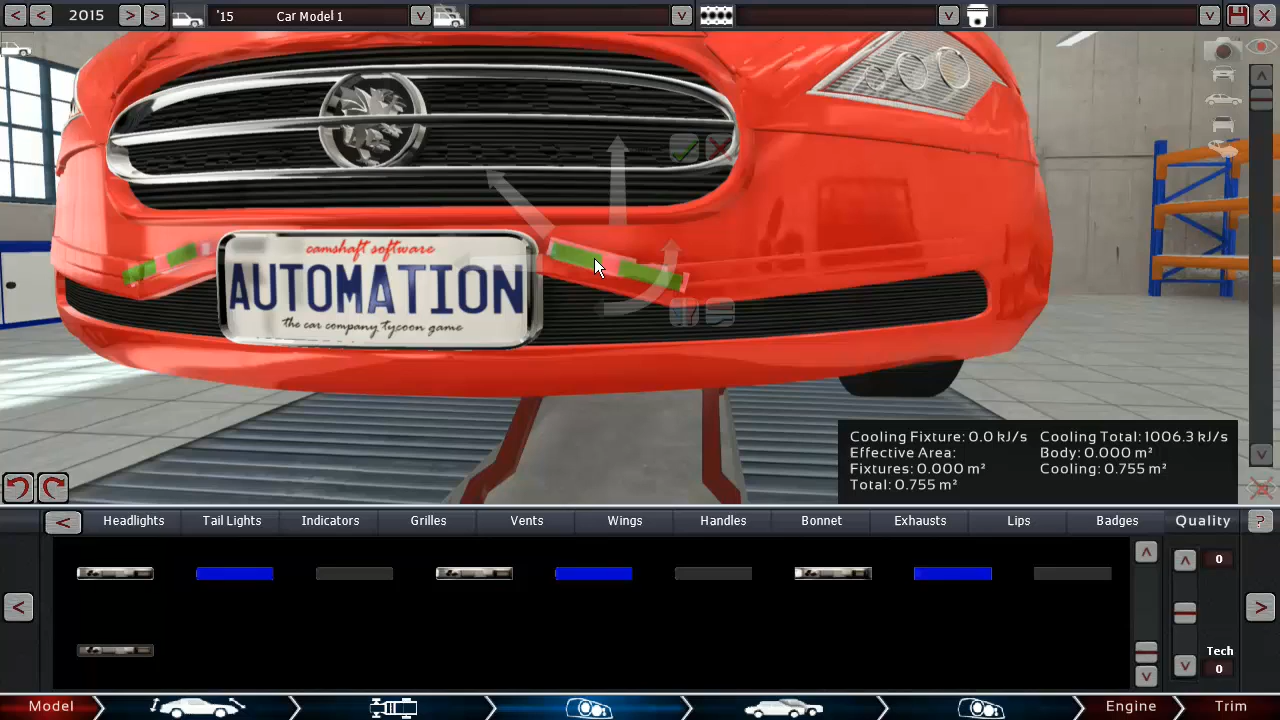 2015 '15 Car Model 1
camshaft software
AUTOMATION
the car company tycoon game
Cooling Fixture: 0.0 kJ/s Cooling Total: 1006.3 kJ/s
Effective Area: Body: 0.000 m²
Fixtures: 0.000 m² Cooling: 0.755 m²
Total: 0.755 m²
Headlights Tail Lights Indicators Grilles Vents Wings Handles Bonnet Exhausts Lips Badges Quality ?
0
Tech
0
Model Engine Trim